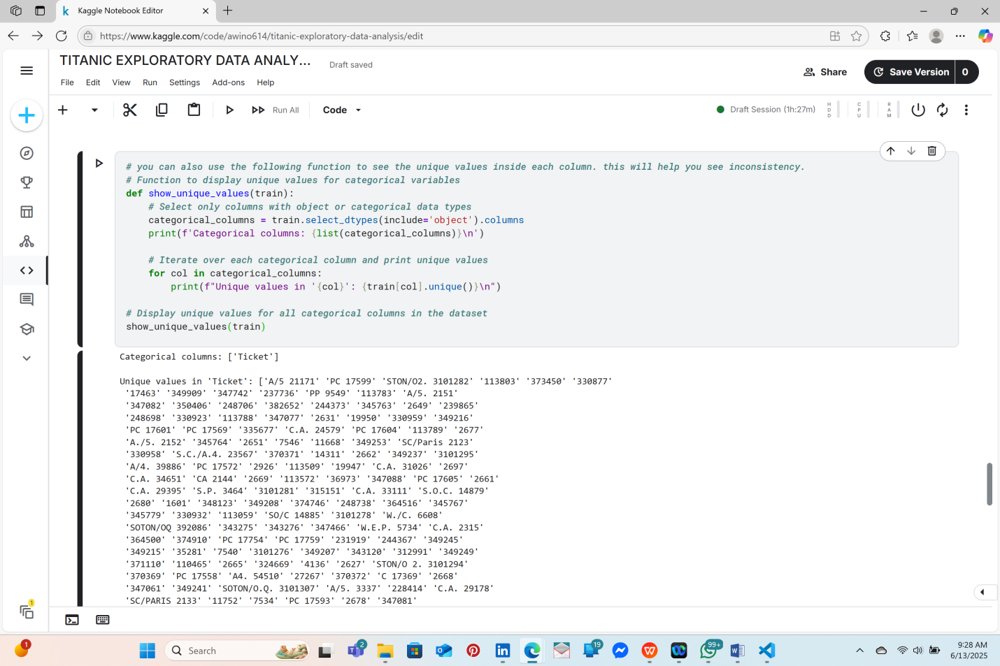 Kaggle Notebook Editor
https://www.kaggle.com/code/awino614/titanic-exploratory-data-analysis/edit
TITANIC EXPLORATORY DATA ANALY...
Draft saved
Share
Save Version
0
File Edit View Run Settings Add-ons Help
Run All
Code
Draft Session (1h:27m)
HDD
CPU
RAM
# you can also use the following function to see the unique values inside each column. this will help you see inconsistency.
# Function to display unique values for categorical variables
def show_unique_values(train):
# Select only columns with object or categorical data types
categorical_columns = train.select_dtypes(include='object').columns
print(f'Categorical columns: {list(categorical_columns)}\n')
# Iterate over each categorical column and print unique values
for col in categorical_columns:
print(f"Unique values in '{col}': {train[col].unique()}\n")
# Display unique values for all categorical columns in the dataset
show_unique_values(train)
Categorical columns: ['Ticket']
Unique values in 'Ticket': ['A/5 21171' 'PC 17599' 'STON/O2. 3101282' '113803' '373450' '330877'
'17463' '349909' '347742' '237736' 'PP 9549' '113783' 'A/5. 2151'
'347082' '350406' '248706' '382652' '244373' '345763' '2649' '239865'
'248698' '330923' '113788' '347077' '2631' '19950' '330959' '349216'
'PC 17601' 'PC 17569' '335677' 'C.A. 24579' 'PC 17604' '113789' '2677'
'A./5. 2152' '345764' '2651' '7546' '11668' '349253' 'SC/Paris 2123'
'330958' 'S.C./A.4. 23567' '370371' '14311' '2662' '349237' '3101295'
'A/4. 39886' 'PC 17572' '2926' '113509' '19947' 'C.A. 31026' '2697'
'C.A. 34651' 'CA 2144' '2669' '113572' '36973' '347088' 'PC 17605' '2661'
'C.A. 29395' 'S.P. 3464' '3101281' '315151' 'C.A. 33111' 'S.O.C. 14879'
'2680' '1601' '348123' '349208' '374746' '248738' '364516' '345767'
'345779' '330932' '113059' 'SO/C 14885' '3101278' 'W./C. 6608'
'SOTON/OQ 392086' '343275' '343276' '347466' 'W.E.P. 5734' 'C.A. 2315'
'364500' '374910' 'PC 17754' 'PC 17759' '231919' '244367' '349245'
'349215' '35281' '7540' '3101276' '349207' '343120' '312991' '349249'
'371110' '110465' '2665' '324669' '4136' '2627' 'STON/O 2. 3101294'
'370369' 'PC 17558' 'A4. 54510' '27267' '370372' 'C 17369' '2668'
'347061' '349241' 'SOTON/O.Q. 3101307' 'A/5. 3337' '228414' 'C.A. 29178'
'SC/PARIS 2133' '11752' '7534' 'PC 17593' '2678' '347081'
1
1
Search
2
19
99+
9:28 AM
6/13/2025